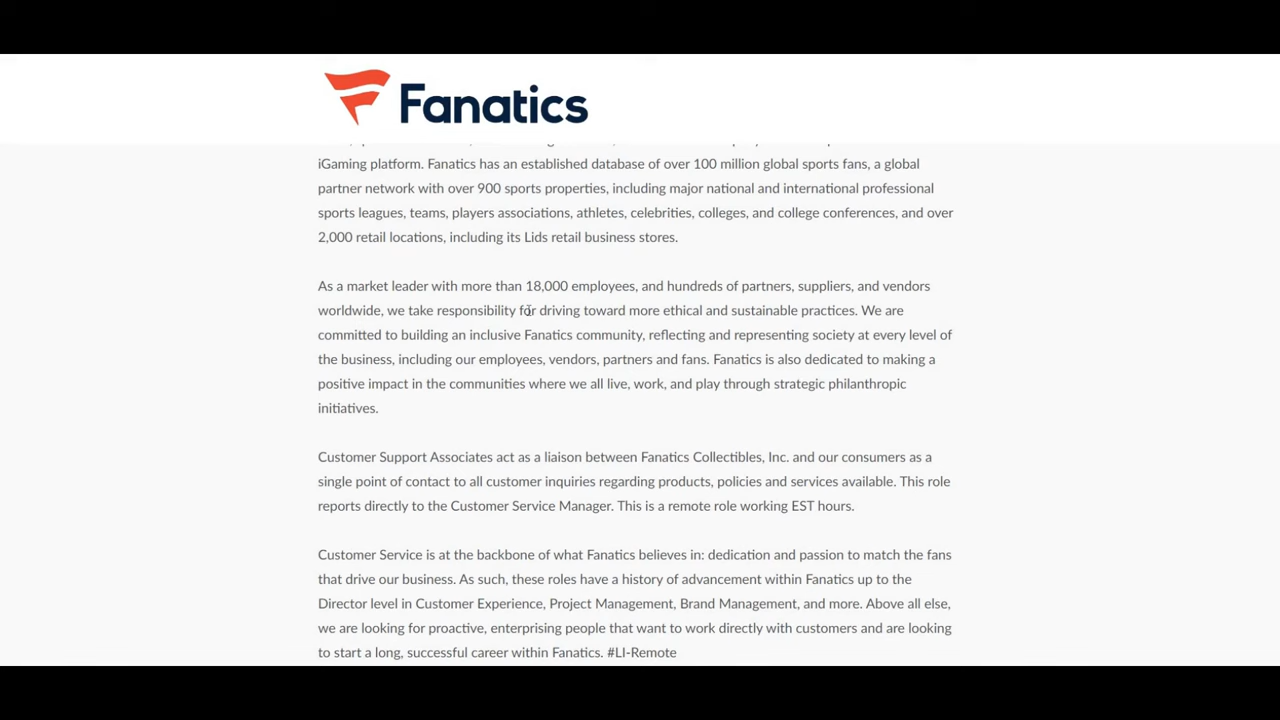 Fanatics
iGaming platform. Fanatics has an established database of over 100 million global sports fans, a global
partner network with over 900 sports properties, including major national and international professional
sports leagues, teams, players associations, athletes, celebrities, colleges, and college conferences, and over
2,000 retail locations, including its Lids retail business stores.
As a market leader with more than 18,000 employees, and hundreds of partners, suppliers, and vendors
worldwide, we take responsibility for driving toward more ethical and sustainable practices. We are
committed to building an inclusive Fanatics community, reflecting and representing society at every level of
the business, including our employees, vendors, partners and fans. Fanatics is also dedicated to making a
positive impact in the communities where we all live, work, and play through strategic philanthropic
initiatives.
Customer Support Associates act as a liaison between Fanatics Collectibles, Inc. and our consumers as a
single point of contact to all customer inquiries regarding products, policies and services available. This role
reports directly to the Customer Service Manager. This is a remote role working EST hours.
Customer Service is at the backbone of what Fanatics believes in: dedication and passion to match the fans
that drive our business. As such, these roles have a history of advancement within Fanatics up to the
Director level in Customer Experience, Project Management, Brand Management, and more. Above all else,
we are looking for proactive, enterprising people that want to work directly with customers and are looking
to start a long, successful career within Fanatics. #LI-Remote